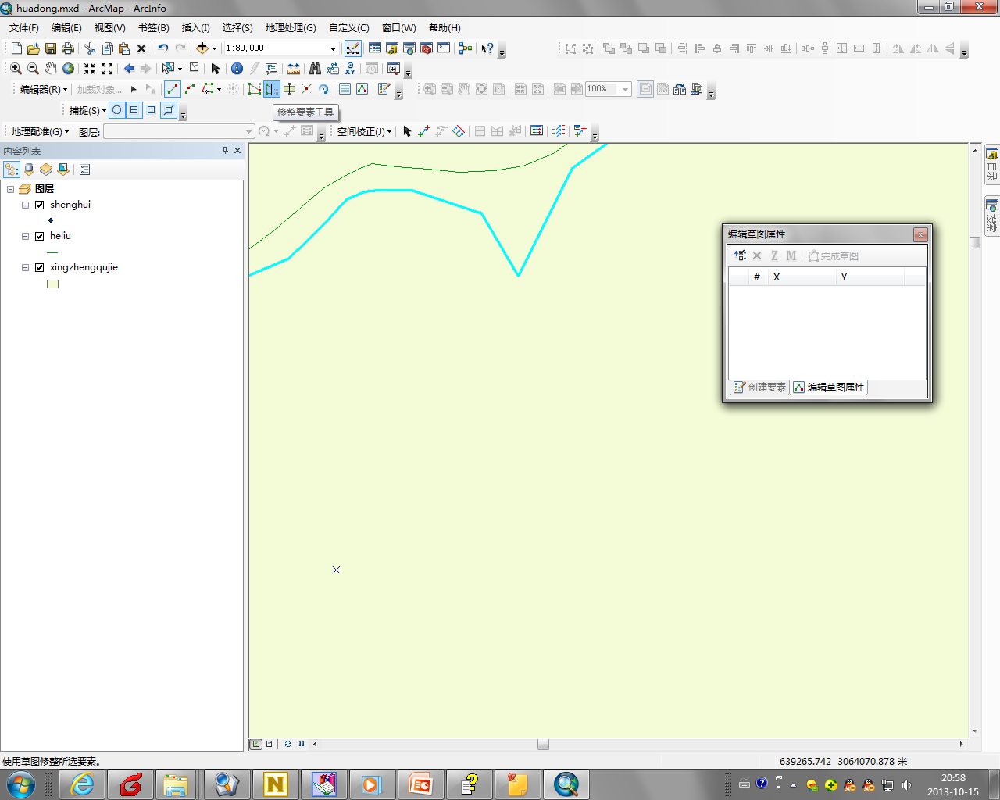 huadong.mxd - ArcMap - ArcInfo
文件(F) 编辑(E) 视图(V) 书签(B) 插入(I) 选择(S) 地理处理(G) 自定义(C) 窗口(W) 帮助(H)
1:80,000
编辑器(R) 加载对象... 100%
捕捉(S) 修整要素工具
地理配准(G) 图层: 空间校正(J)
内容列表
图层
shenghui
heliu
xingzhengqujie
编辑草图属性
Z M 完成草图
# X Y
创建要素 编辑草图属性
目录
搜索
使用草图修整所选要素。 639265.742 3064070.878 米
20:58
2013-10-15